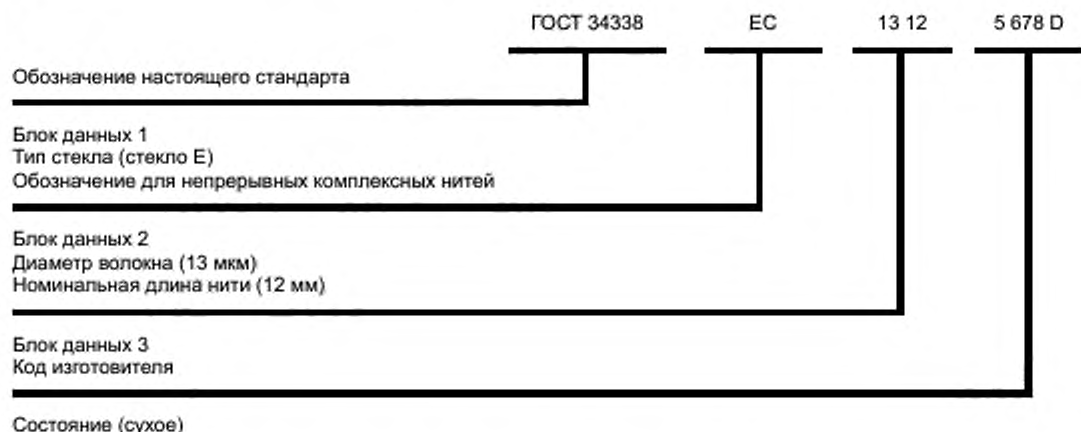 ГОСТ 34338 ЕС 13 12 5 678 D
Обозначение настоящего стандарта
Блок данных 1
Тип стекла (стекло Е)
Обозначение для непрерывных комплексных нитей
Блок данных 2
Диаметр волокна (13 мкм)
Номинальная длина нити (12 мм)
Блок данных 3
Код изготовителя
Состояние (сухое)